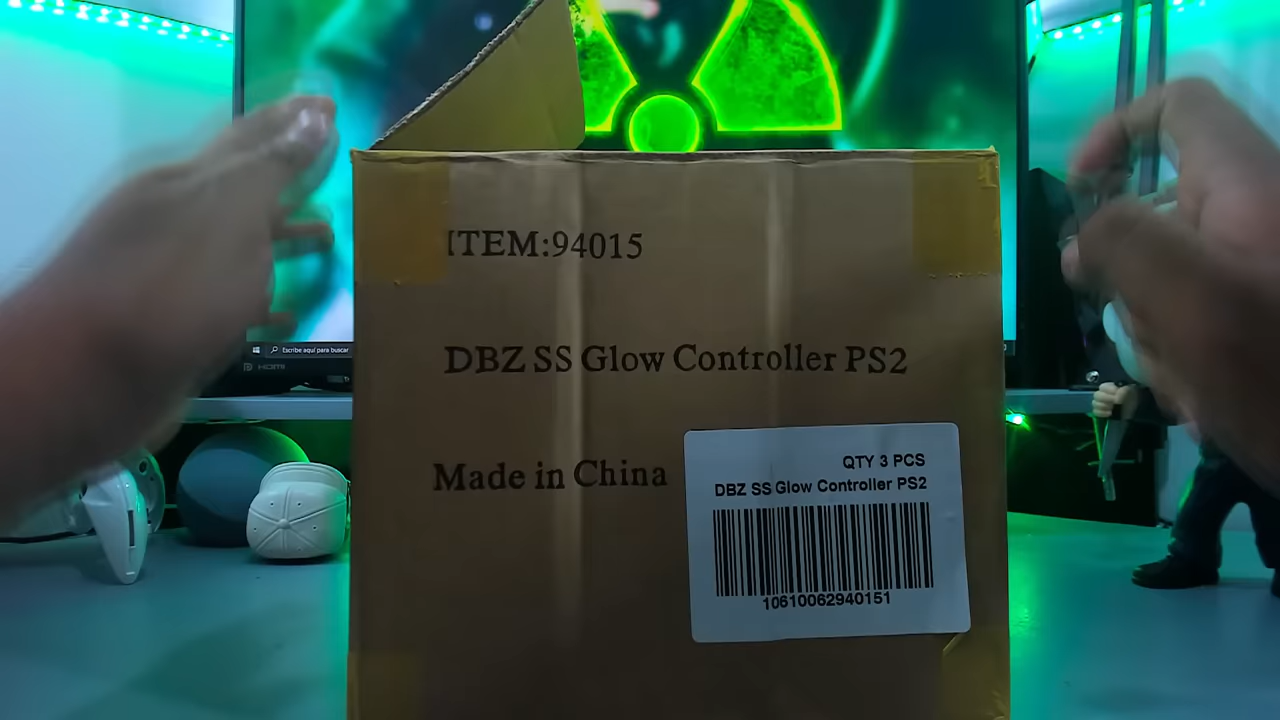 ITEM:94015
Escribe aquí para buscar
HDMI
DBZ SS Glow Controller PS2
Made in China
QTY 3 PCS
DBZ SS Glow Controller PS2
10610062940151